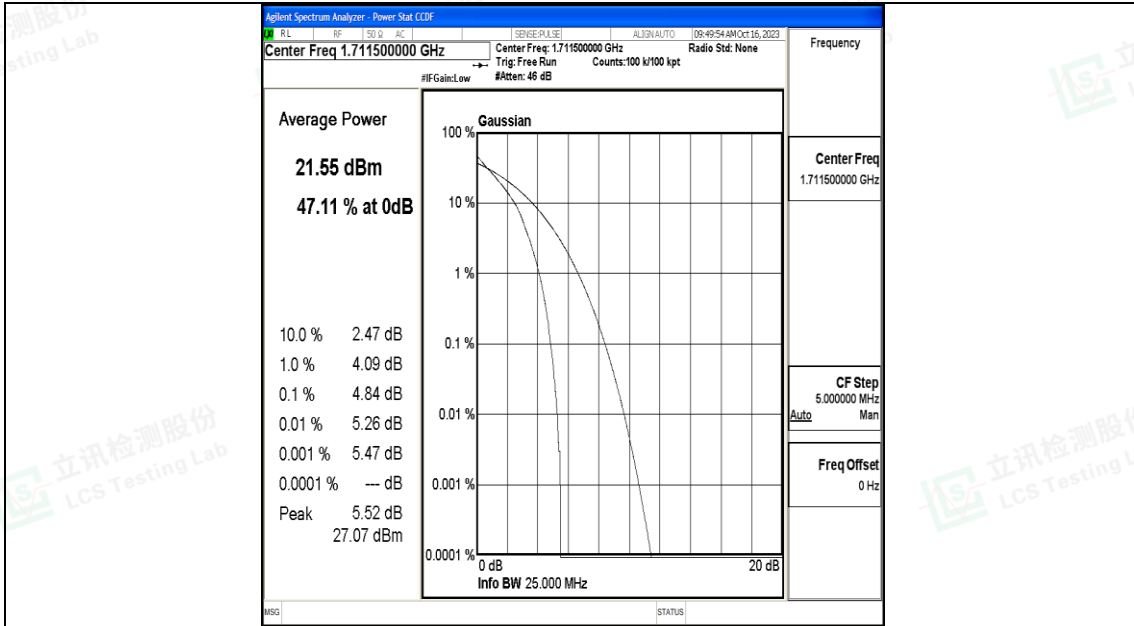 Agilent Spectrum Analyzer - Power Stat CCDF
RL RF 50 Ω AC SENSE:PULSE ALIGN AUTO 09:49:54 AM Oct 16, 2023
Center Freq 1.711500000 GHz
Center Freq: 1.711500000 GHz Radio Std: None
Trig: Free Run Counts:100 k/100 kpt
#IFGain:Low #Atten: 46 dB
Frequency
Center Freq
1.711500000 GHz
CF Step
5.000000 MHz
Auto Man
Freq Offset
0 Hz
Average Power
21.55 dBm
47.11 % at 0dB
10.0 % 2.47 dB
1.0 % 4.09 dB
0.1 % 4.84 dB
0.01 % 5.26 dB
0.001 % 5.47 dB
0.0001 % --- dB
Peak 5.52 dB
27.07 dBm
Gaussian
100 %
10 %
1 %
0.1 %
0.01 %
0.001 %
0.0001 %
0 dB 20 dB
Info BW 25.000 MHz
MSG STATUS
立讯检测股份
LCS Testing Lab
立讯检测股份
LCS Testing L